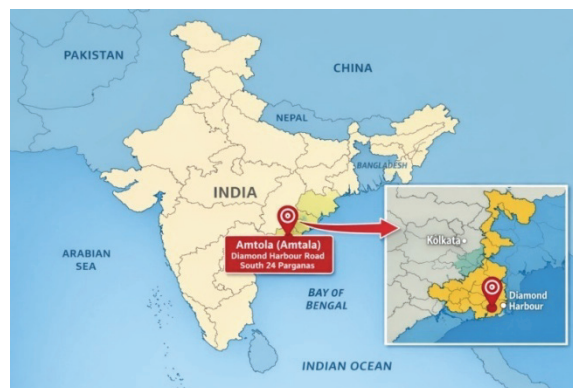 PAKISTAN
CHINA
NEPAL
BANGLADESH
INDIA
Amtola (Amtala)
Diamond Harbour Road
South 24 Parganas
Kolkata
Diamond
Harbour
ARABIAN
SEA
BAY OF
BENGAL
INDIAN OCEAN